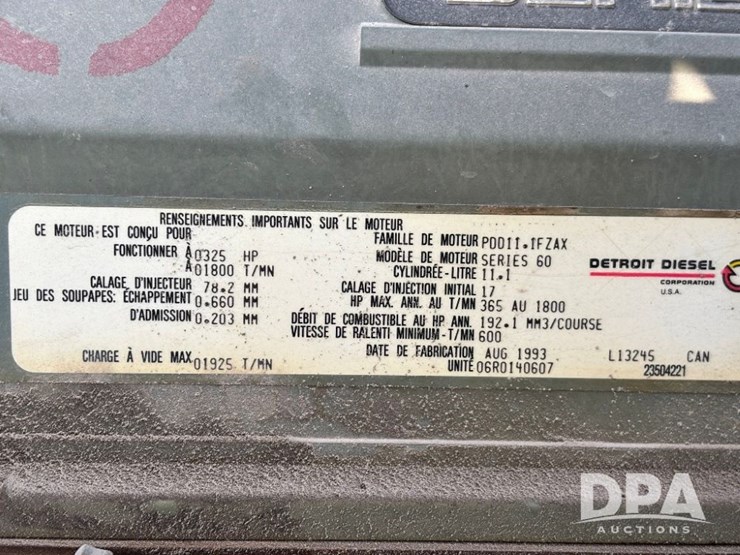 RENSEIGNEMENTS IMPORTANTS SUR LE MOTEUR
CE MOTEUR EST CONÇU POUR
FONCTIONNER À 0325 HP
À 01800 T/MN
CALAGE D'INJECTEUR 78.2 MM
JEU DES SOUPAPES: ÉCHAPPEMENT 0.660 MM
D'ADMISSION 0.203 MM
CHARGE À VIDE MAX 01925 T/MN
FAMILLE DE MOTEUR PDD11.1FZAX
MODÈLE DE MOTEUR SERIES 60
CYLINDRÉE-LITRE 11.1
CALAGE D'INJECTION INITIAL 17
HP MAX. ANN. AU T/MN 365 AU 1800
DÉBIT DE COMBUSTIBLE AU HP ANN. 192.1 MM3/COURSE
VITESSE DE RALENTI MINIMUM-T/MN 600
DATE DE FABRICATION AUG 1993
UNITÉ 06R0140607
DETROIT DIESEL
CORPORATION
U.S.A.
L13245 CAN
23504221
DPA
AUCTIONS